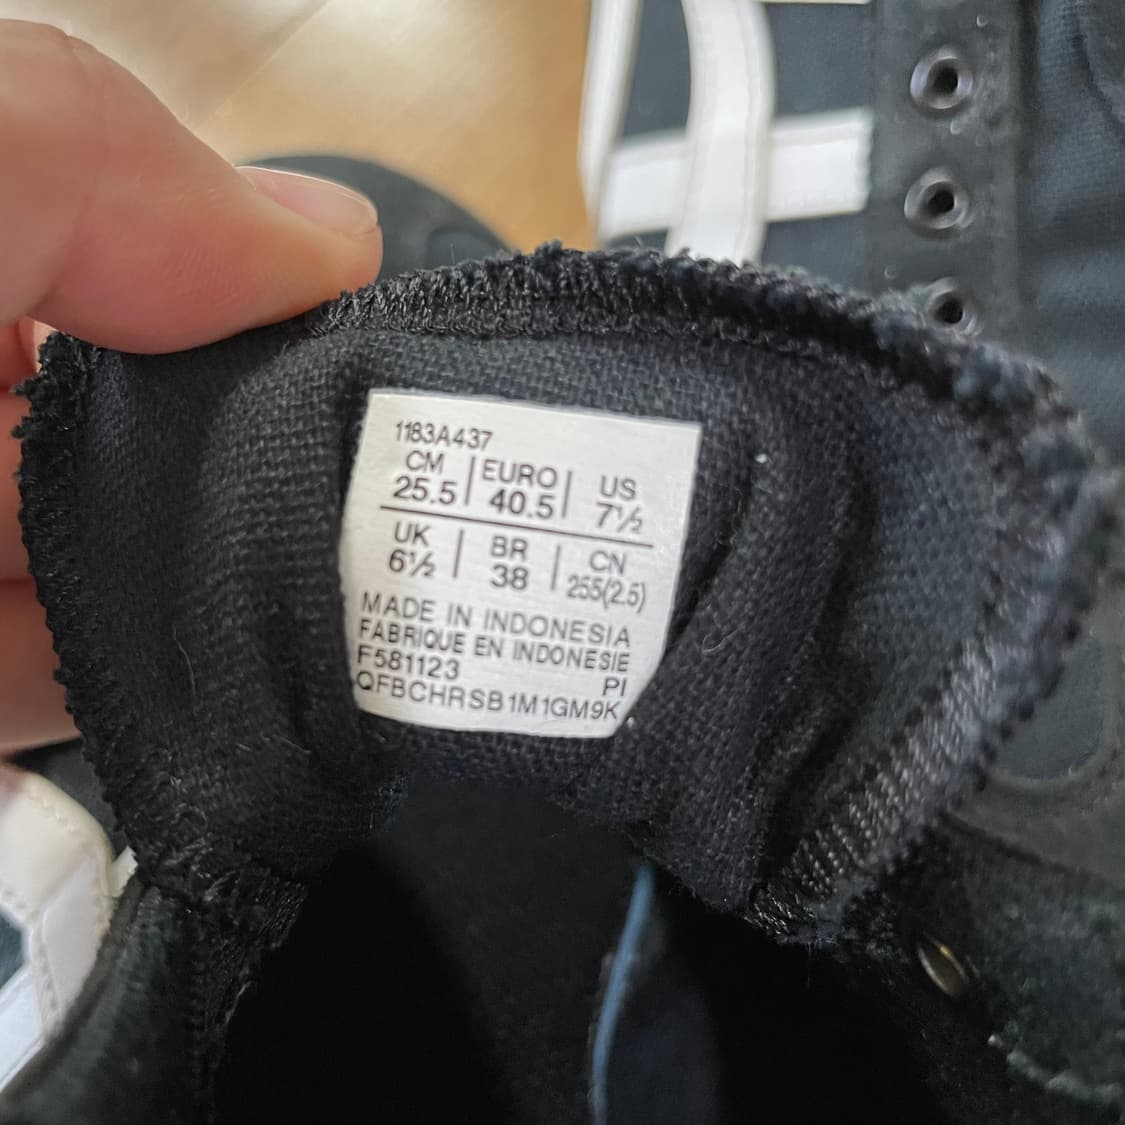 1183A437
CM | EURO | US
25.5 | 40.5 | 7½
UK | BR | CN
6½ | 38 | 255(2.5)
MADE IN INDONESIA
FABRIQUE EN INDONESIE
F581123 PI
QFBCHRSB1M1GM9K